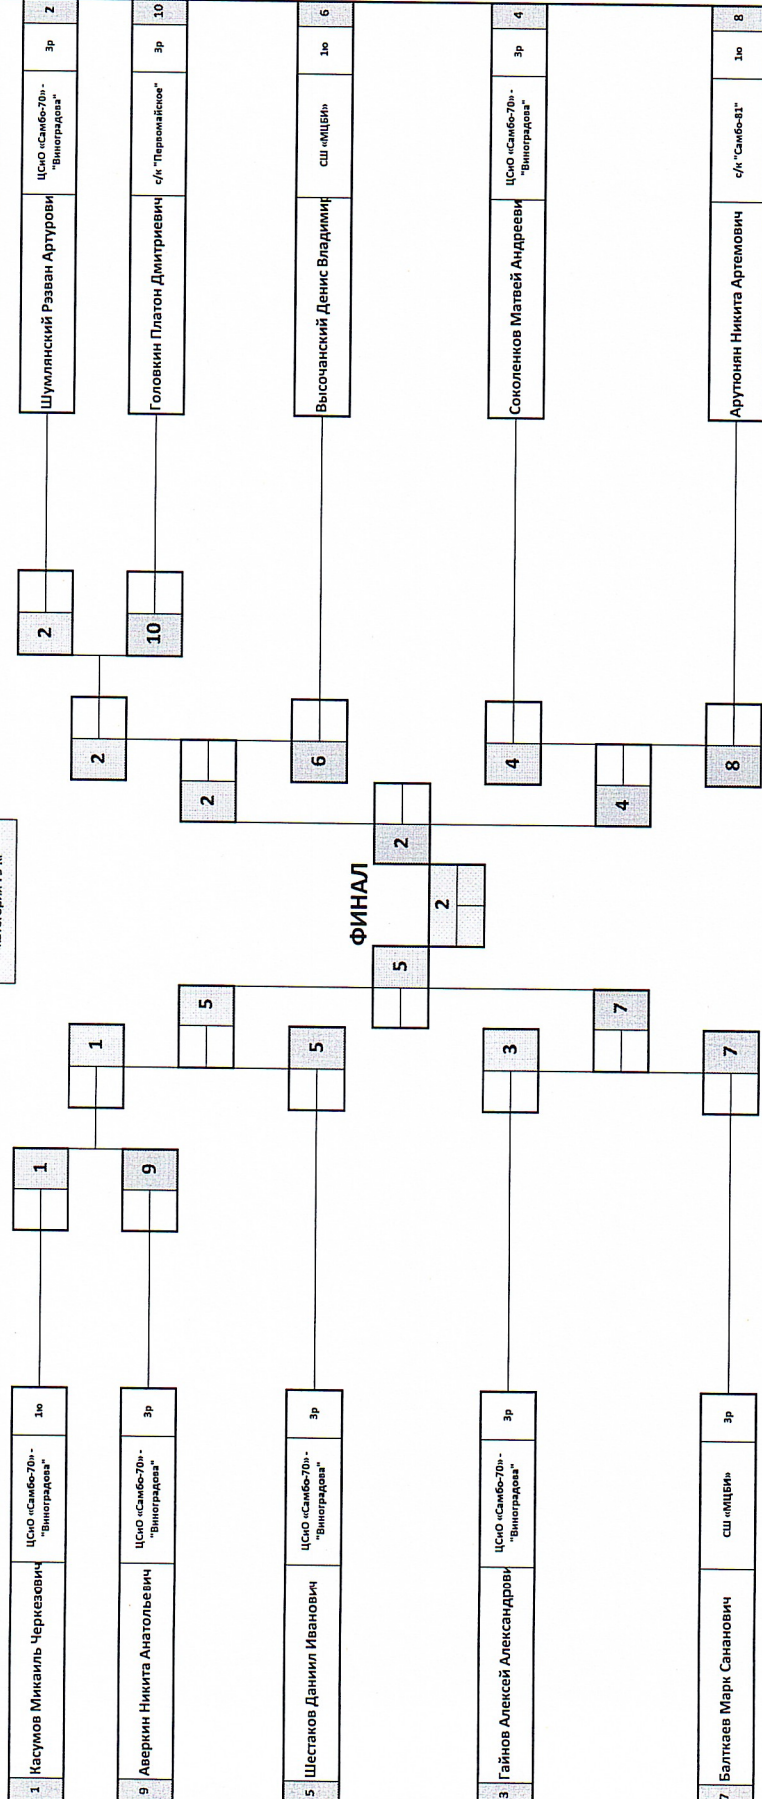 1 Касумов Микаиль Черкезович ЦСиО «Самбо-70» - "Виноградова" 1ю
9 Аверкин Никита Анатольевич ЦСиО «Самбо-70» - "Виноградова" 3р
5 Шестаков Даниил Иванович ЦСиО «Самбо-70» - "Виноградова" 3р
3 Гайнов Алексей Александрови ЦСиО «Самбо-70» - "Виноградова" 3р
7 Балткаев Марк Сананович СШ «МЦБИ» 3р
1
9
1
5
5
3
7
7
5
ФИНАЛ
2
2
2
4
2
6
4
8
2
10
Шумлянский Рэзван Артурови ЦСиО «Самбо-70» - "Виноградова" 3р 2
Головкин Платон Дмитриевич с/к "Первомайское" 3р 10
Высочанский Денис Владимир СШ «МЦБИ» 1ю 6
Соколенков Матвей Андрееви ЦСиО «Самбо-70» - "Виноградова" 3р 4
Арутюнян Никита Артемович с/к "Самбо-81" 1ю 8